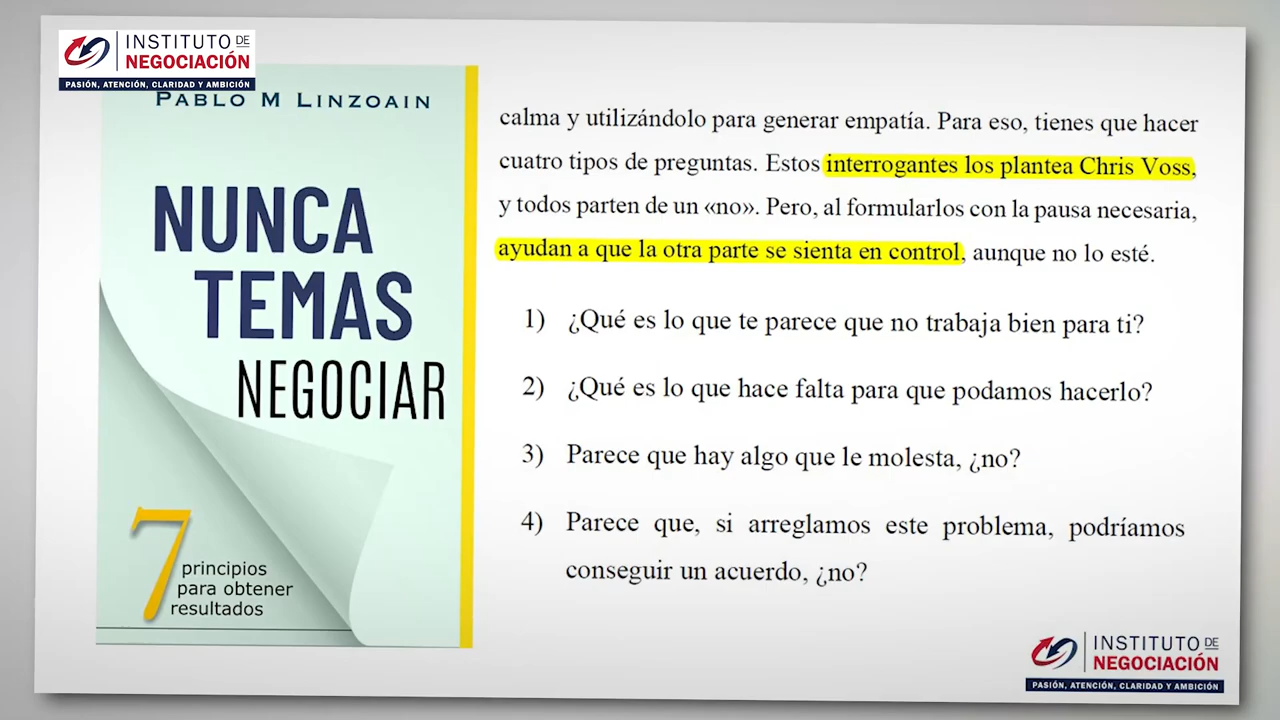 INSTITUTO DE
NEGOCIACIÓN
PASIÓN, ATENCIÓN, CLARIDAD Y AMBICIÓN
PABLO M LINZOAIN
NUNCA
TEMAS
NEGOCIAR
7
principios
para obtener
resultados
calma y utilizándolo para generar empatía. Para eso, tienes que hacer
cuatro tipos de preguntas. Estos interrogantes los plantea Chris Voss,
y todos parten de un «no». Pero, al formularlos con la pausa necesaria,
ayudan a que la otra parte se sienta en control, aunque no lo esté.
1) ¿Qué es lo que te parece que no trabaja bien para ti?
2) ¿Qué es lo que hace falta para que podamos hacerlo?
3) Parece que hay algo que le molesta, ¿no?
4) Parece que, si arreglamos este problema, podríamos
conseguir un acuerdo, ¿no?
INSTITUTO DE
NEGOCIACIÓN
PASIÓN, ATENCIÓN, CLARIDAD Y AMBICIÓN